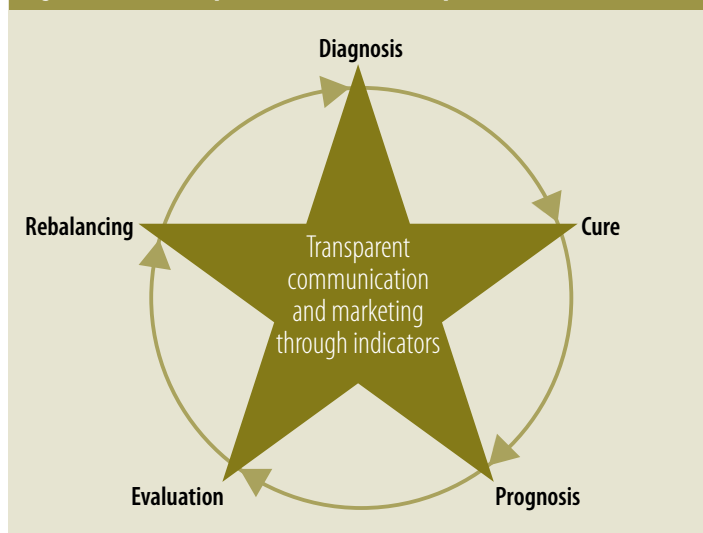 Diagnosis
Rebalancing
Cure
Transparent
communication
and marketing
through indicators
Evaluation
Prognosis